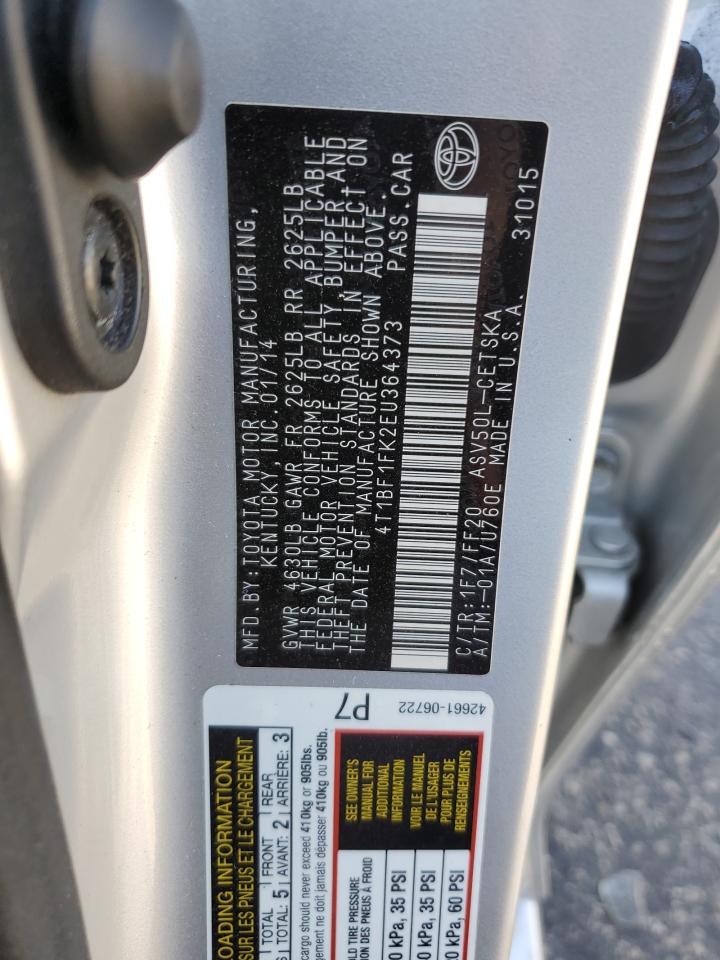 MFD.BY:TOYOTA MOTOR MANUFACTURING,
KENTUCKY, INC. 01/14
GVWR 4630LB GAWR FR 2625LB RR 2625LB
THIS VEHICLE CONFORMS TO ALL APPLICABLE
FEDERAL MOTOR VEHICLE SAFETY, BUMPER, AND
THEFT PREVENTION STANDARDS IN EFFECT ON
THE DATE OF MANUFACTURE SHOWN ABOVE.
4T1BF1FK2EU364373 PASS.CAR
C/TR:1F7/FF20 ASV50L-CETSKA 31015
A/TM:-01A/U760E MADE IN U.S.A.
LOADING INFORMATION
SUR LES PNEUS ET LE CHARGEMENT
TOTAL FRONT REAR
TOTAL: 5 AVANT: 2 ARRIÈRE: 3
cargo should never exceed 410kg or 905lbs.
ne doit jamais dépasser 410kg ou 905lb.
P7
42661-06722
TIRE PRESSURE
DES PNEUS À FROID
kPa, 35 PSI
kPa, 35 PSI
kPa, 60 PSI
SEE OWNER'S
MANUAL FOR
ADDITIONAL
INFORMATION
VOIR LE MANUEL
DE L'USAGER
POUR PLUS DE
RENSEIGNEMENTS